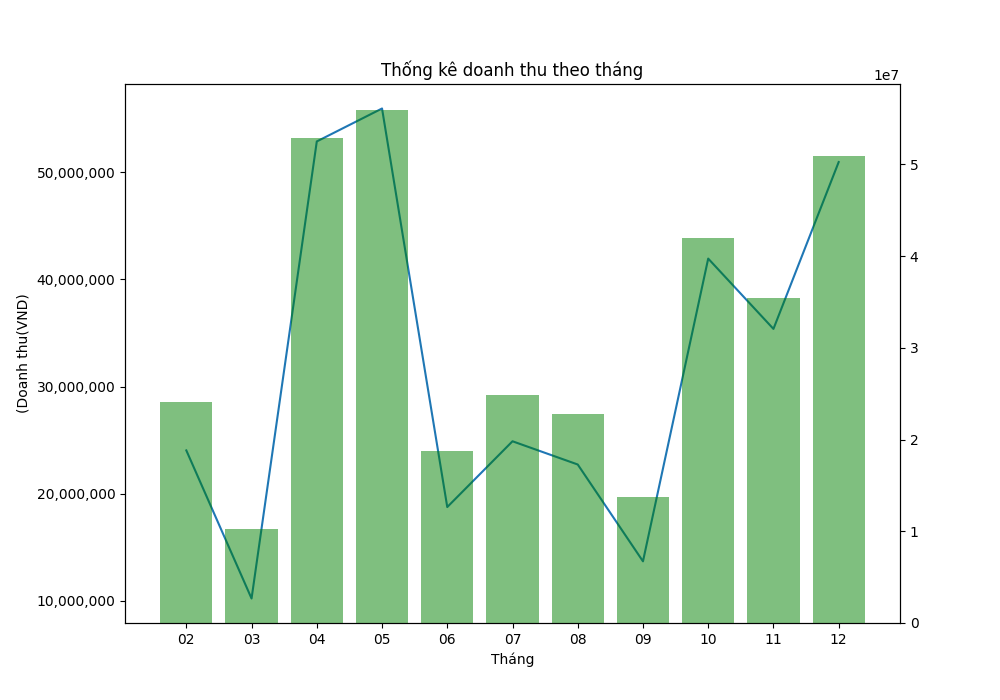 Thống kê doanh thu theo tháng
1e7
50,000,000
40,000,000
30,000,000
20,000,000
10,000,000
(Doanh thu(VND)
5
4
3
2
1
0
02 03 04 05 06 07 08 09 10 11 12
Tháng